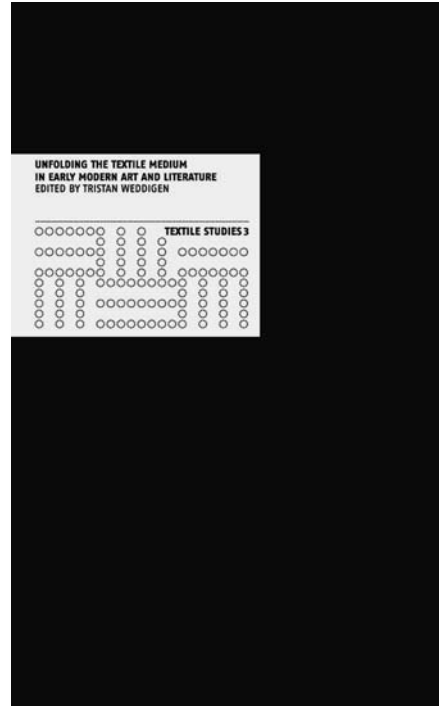 UNFOLDING THE TEXTILE MEDIUM
IN EARLY MODERN ART AND LITERATURE
EDITED BY TRISTAN WEDDIGEN
TEXTILE STUDIES 3